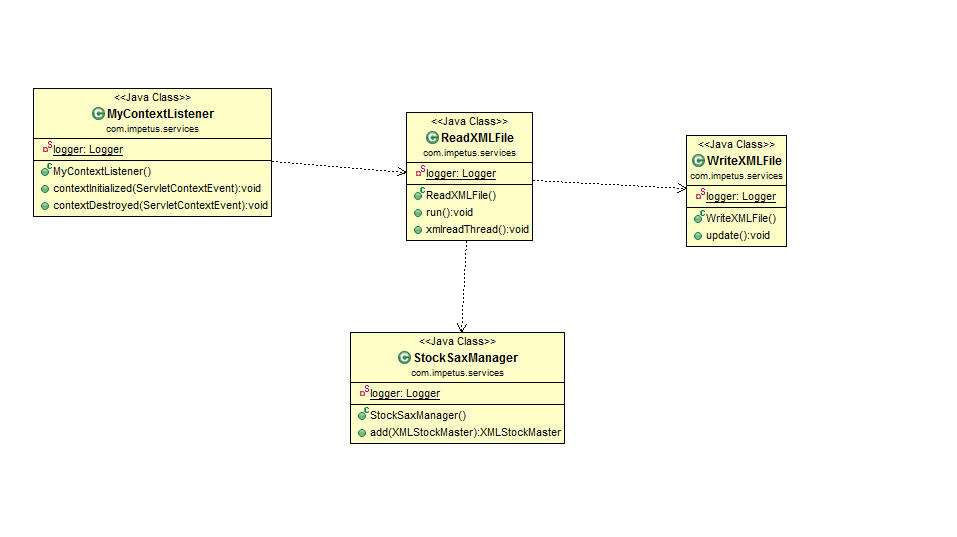 <<Java Class>>
MyContextListener
com.impetus.services
logger: Logger
MyContextListener()
contextInitialized(ServletContextEvent):void
contextDestroyed(ServletContextEvent):void
<<Java Class>>
ReadXMLFile
com.impetus.services
logger: Logger
ReadXMLFile()
run():void
xmlreadThread():void
<<Java Class>>
WriteXMLFile
com.impetus.services
logger: Logger
WriteXMLFile()
update():void
<<Java Class>>
StockSaxManager
com.impetus.services
logger: Logger
StockSaxManager()
add(XMLStockMaster):XMLStockMaster